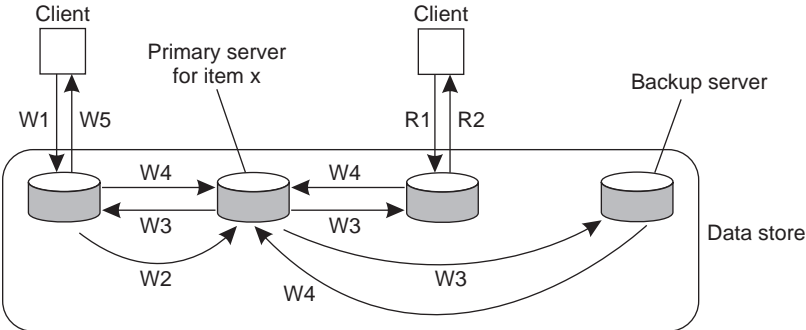 Client
Client
Primary server
for item x
Backup server
W1
W5
R1
R2
W4
W4
W3
W3
Data store
W2
W3
W4